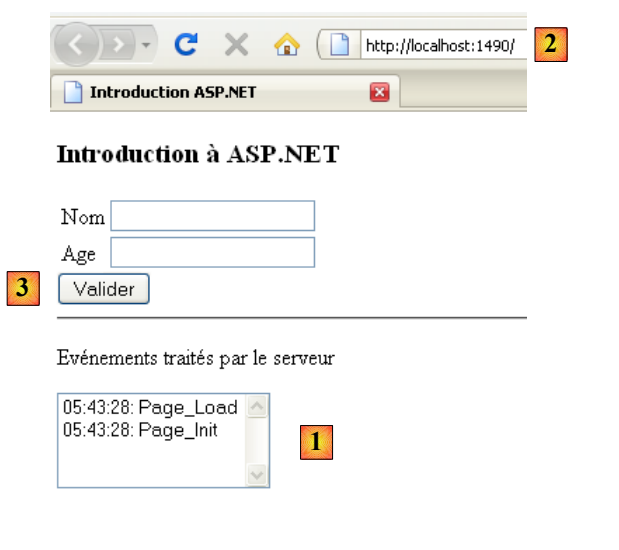 http://localhost:1490/ 2
Introduction ASP.NET
Introduction à ASP.NET
Nom
Age
3 Valider
Evénements traités par le serveur
05:43:28: Page_Load
05:43:28: Page_Init
1